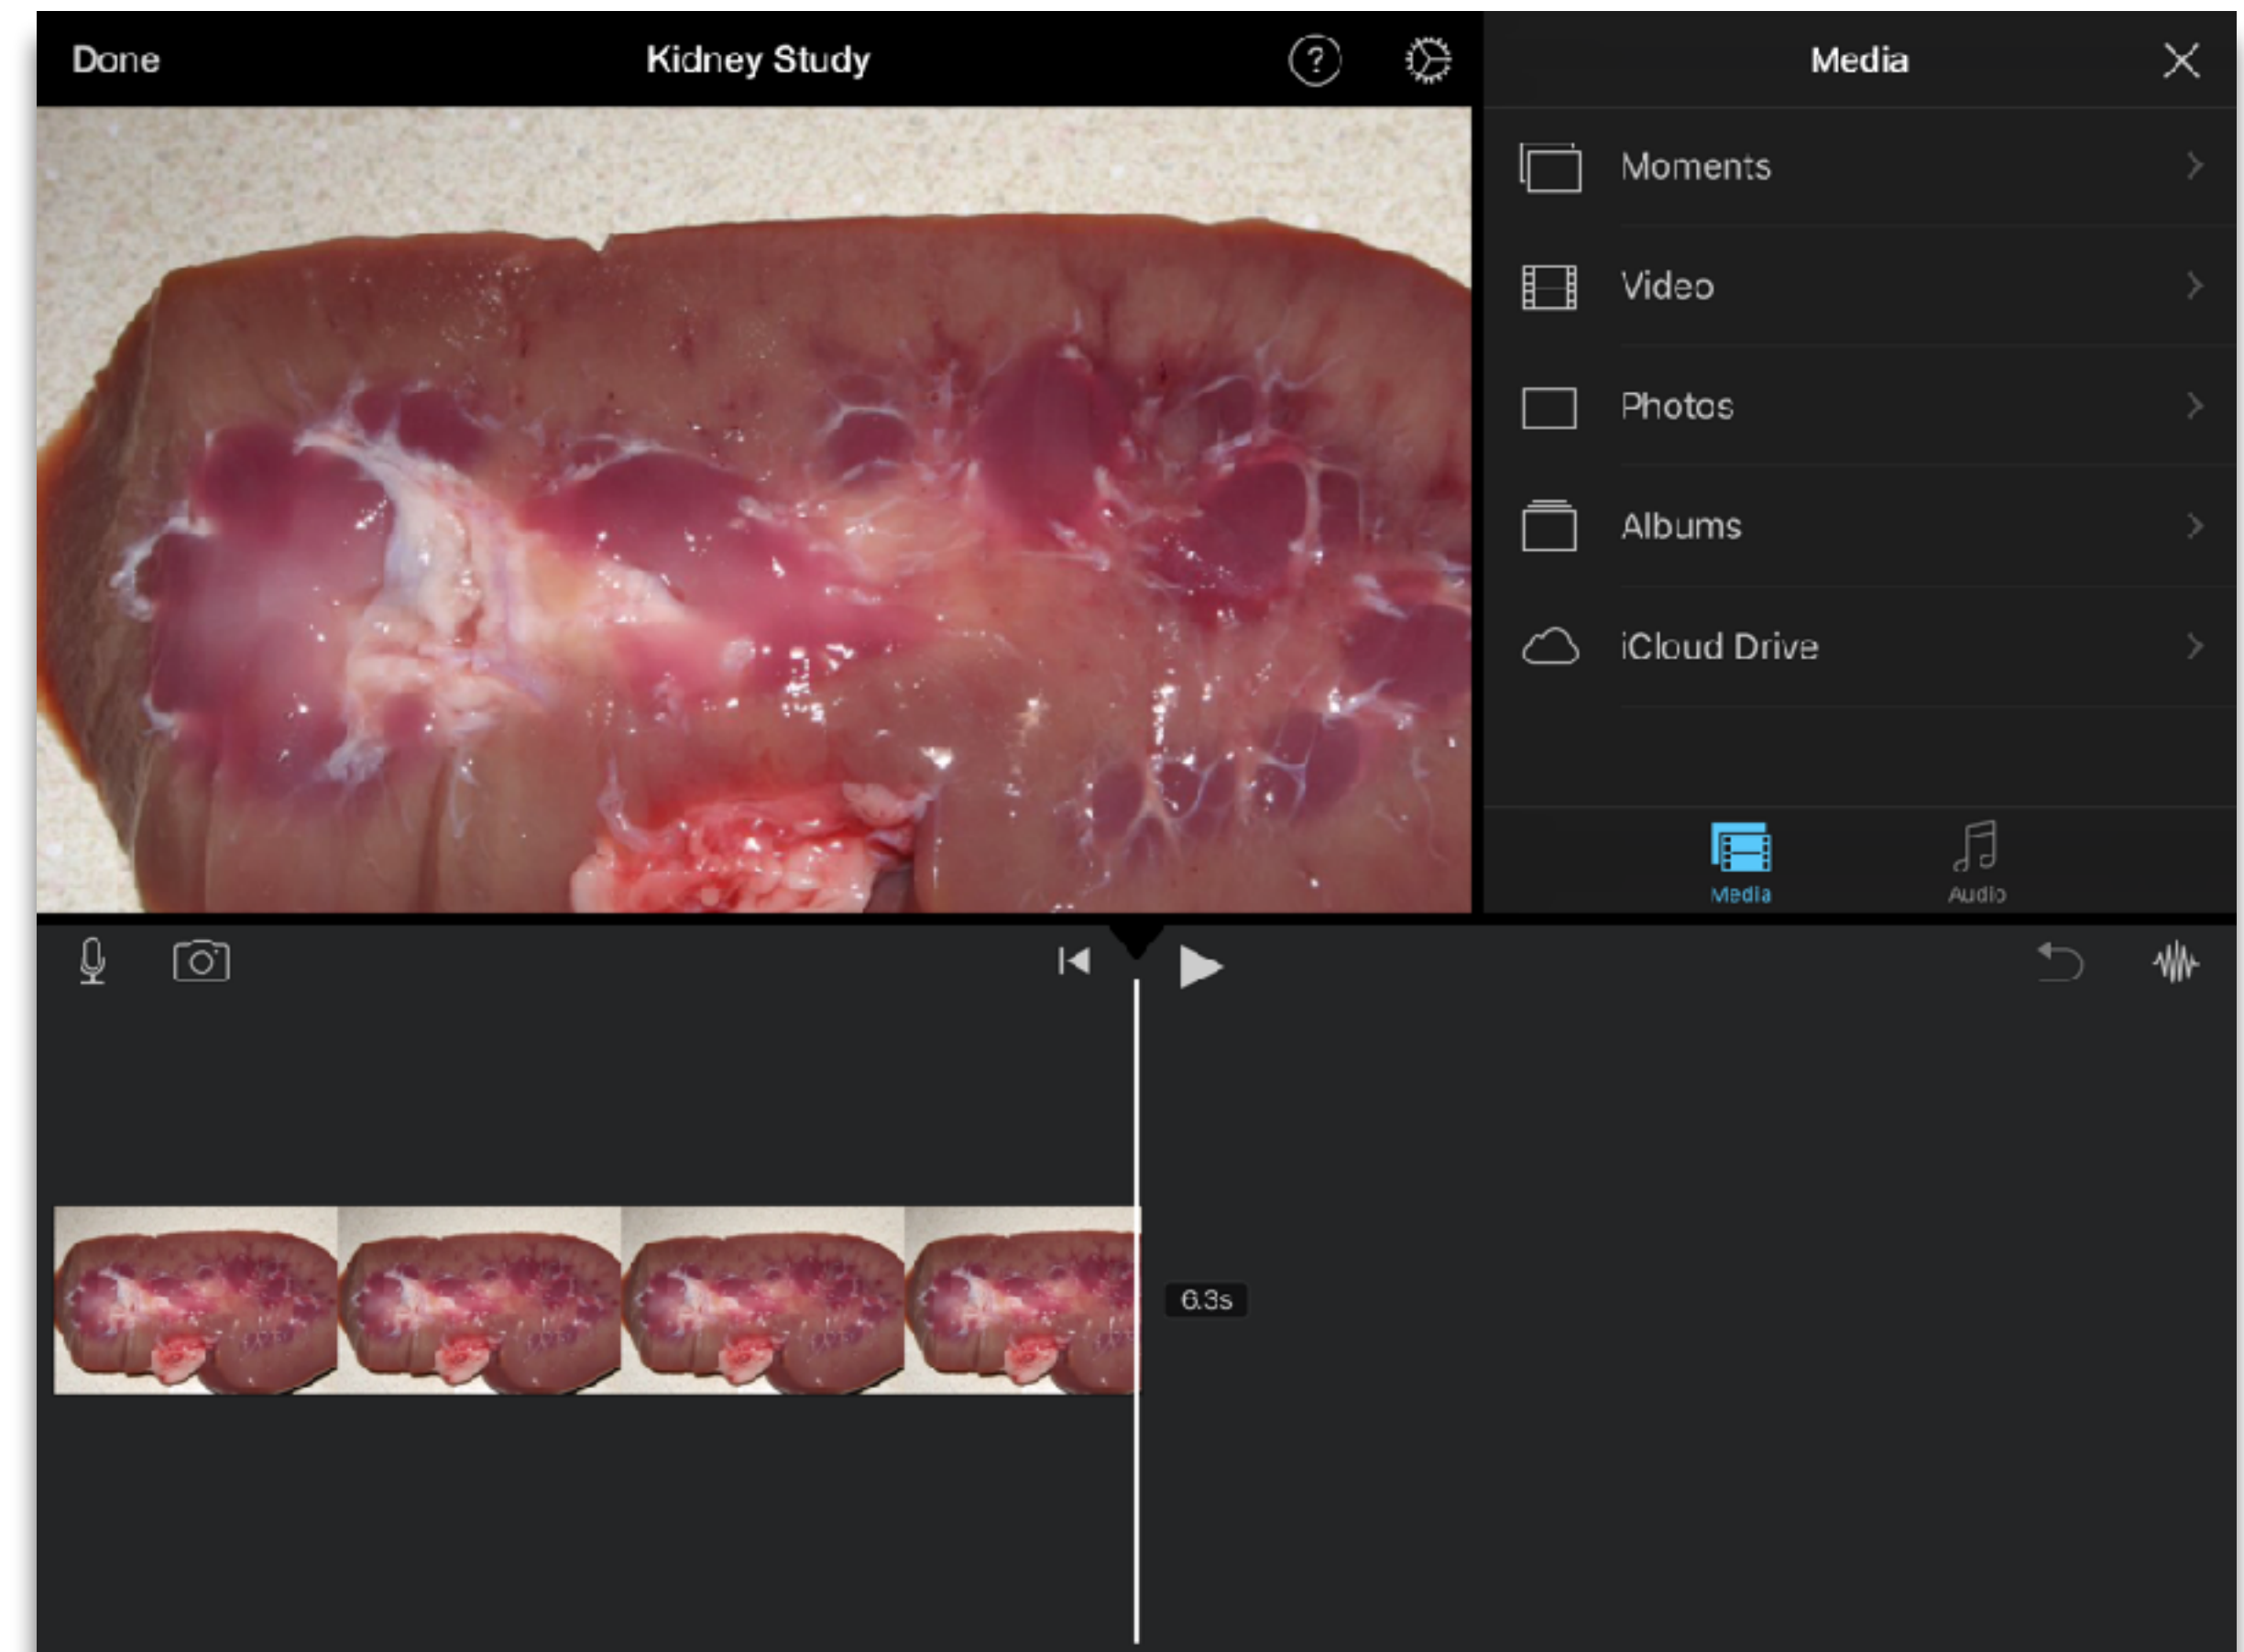 Done
Kidney Study
?
Media
Moments
Video
Photos
Albums
iCloud Drive
Media
Audio
6.3s